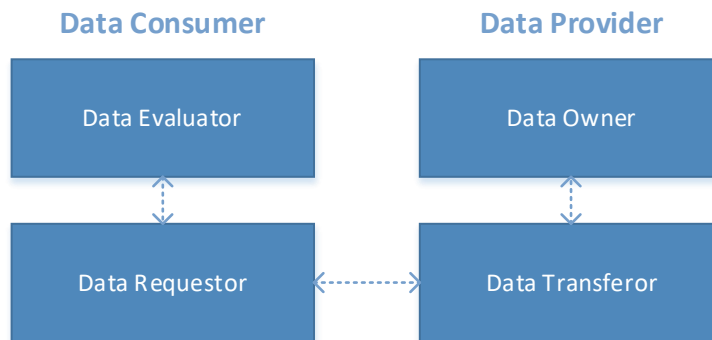 Data Consumer
Data Provider
Data Evaluator
Data Owner
Data Requestor
Data Transferor